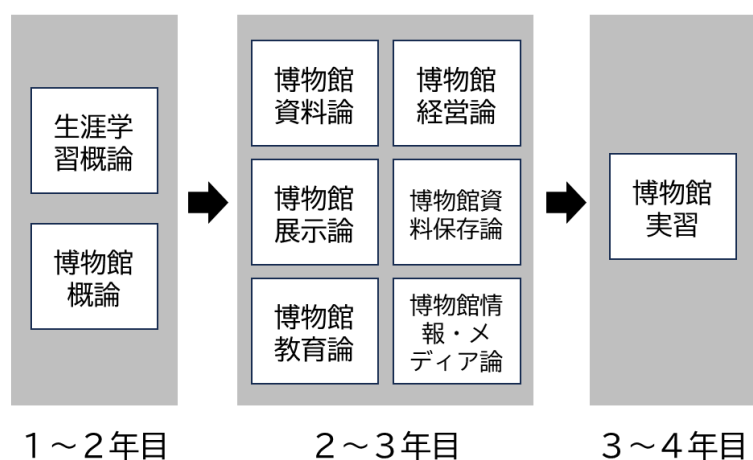 生涯学
習概論
博物館
概論
博物館
資料論
博物館
経営論
博物館
展示論
博物館資
料保存論
博物館
教育論
博物館情
報・メ
ディア論
博物館
実習
1～2年目
2～3年目
3～4年目